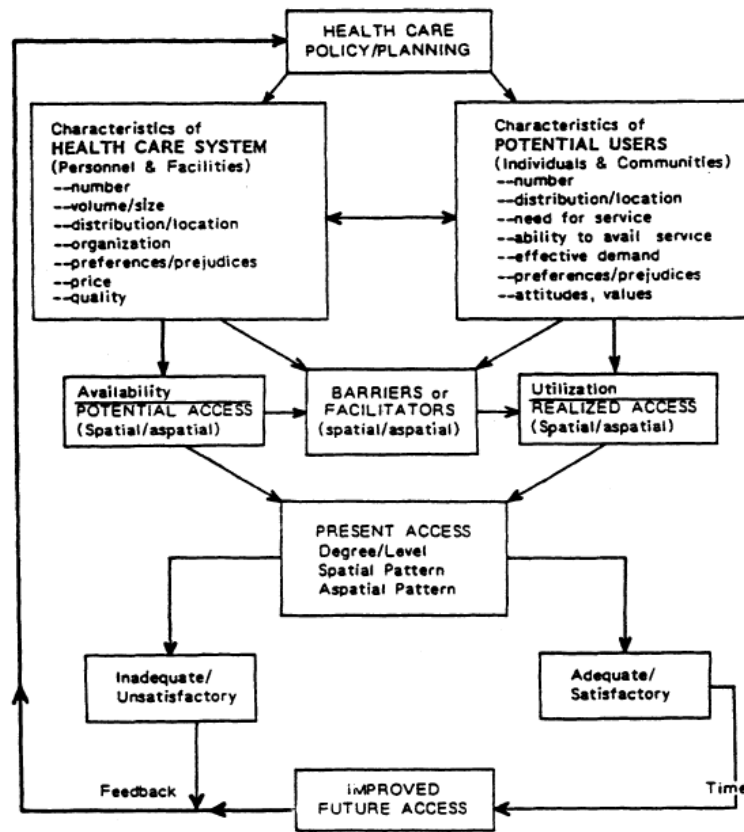 HEALTH CARE
POLICY/PLANNING
Characteristics of
HEALTH CARE SYSTEM
(Personnel & Facilities)
--number
--volume/size
--distribution/location
--organization
--preferences/prejudices
--price
--quality
Characteristics of
POTENTIAL USERS
(Individuals & Communities)
--number
--distribution/location
--need for service
--ability to avail service
--effective demand
--preferences/prejudices
--attitudes, values
Availability
POTENTIAL ACCESS
(Spatial/aspatial)
BARRIERS or
FACILITATORS
(spatial/aspatial)
Utilization
REALIZED ACCESS
(Spatial/aspatial)
PRESENT ACCESS
Degree/Level
Spatial Pattern
Aspatial Pattern
Inadequate/
Unsatisfactory
Adequate/
Satisfactory
Feedback
IMPROVED
FUTURE ACCESS
Time